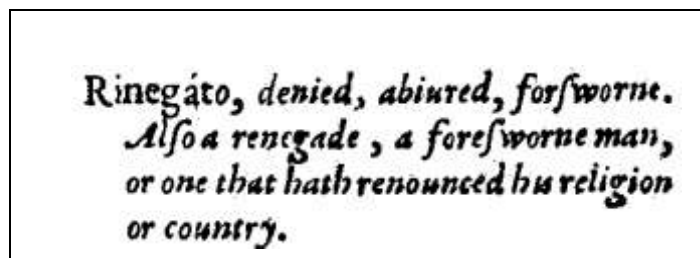 Rinegáto, denied, abiured, forſworne.
Alſo a renegade, a foreſworne man,
or one that hath renounced his religion
or country.